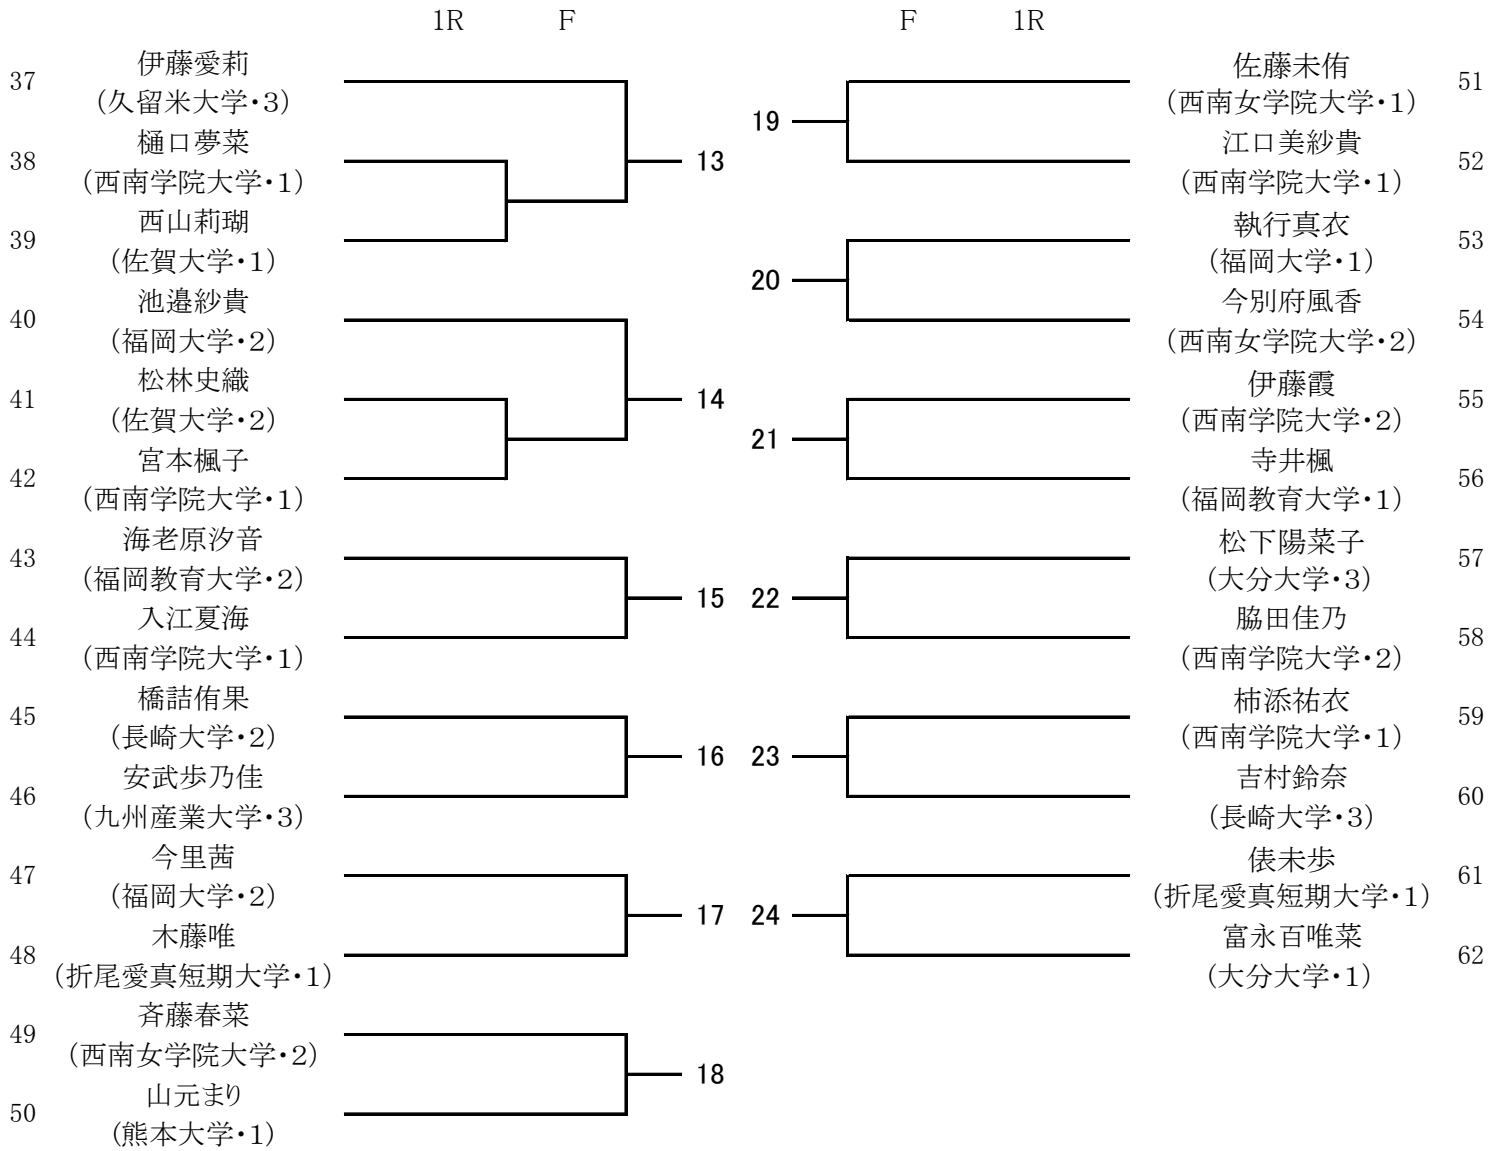 1R F
37
伊藤愛莉
(久留米大学・3)
38
樋口夢菜
(西南学院大学・1)
39
西山莉瑚
(佐賀大学・1)
13
40
池邉紗貴
(福岡大学・2)
41
松林史織
(佐賀大学・2)
42
宮本楓子
(西南学院大学・1)
14
43
海老原汐音
(福岡教育大学・2)
44
入江夏海
(西南学院大学・1)
15
45
橋詰侑果
(長崎大学・2)
46
安武歩乃佳
(九州産業大学・3)
16
47
今里茜
(福岡大学・2)
48
木藤唯
(折尾愛真短期大学・1)
17
49
斉藤春菜
(西南女学院大学・2)
50
山元まり
(熊本大学・1)
18
F 1R
19
佐藤未侑
(西南女学院大学・1)
51
江口美紗貴
(西南学院大学・1)
52
20
執行真衣
(福岡大学・1)
53
今別府風香
(西南女学院大学・2)
54
21
伊藤霞
(西南学院大学・2)
55
寺井楓
(福岡教育大学・1)
56
22
松下陽菜子
(大分大学・3)
57
脇田佳乃
(西南学院大学・2)
58
23
柿添祐衣
(西南学院大学・1)
59
吉村鈴奈
(長崎大学・3)
60
24
俵未歩
(折尾愛真短期大学・1)
61
富永百唯菜
(大分大学・1)
62